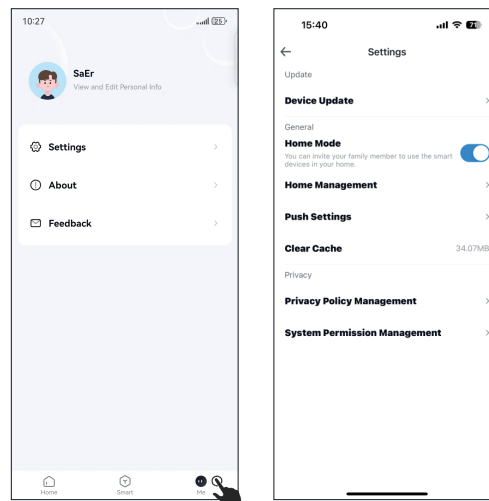 10:27
25
SaEr
View and Edit Personal Info
Settings
About
Feedback
Home
Smart
Me
15:40
71
Settings
Update
Device Update
General
Home Mode
You can invite your family member to use the smart
devices in your home.
Home Management
Push Settings
Clear Cache 34.07MB
Privacy
Privacy Policy Management
System Permission Management